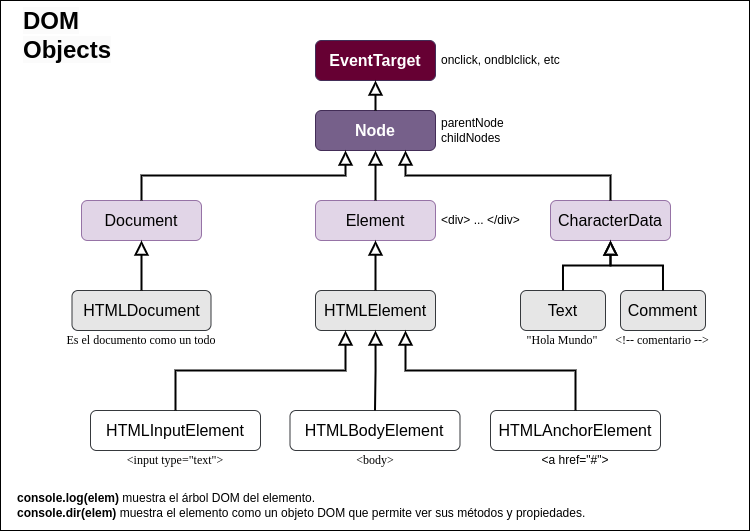 DOM
Objects
EventTarget
onclick, ondblclick, etc
Node
parentNode
childNodes
Document
Element
<div> ... </div>
CharacterData
HTMLDocument
HTMLElement
Text
Comment
Es el documento como un todo
"Hola Mundo"
<!-- comentario -->
HTMLInputElement
HTMLBodyElement
HTMLAnchorElement
<input type="text">
<body>
<a href="#">
console.log(elem) muestra el árbol DOM del elemento.
console.dir(elem) muestra el elemento como un objeto DOM que permite ver sus métodos y propiedades.